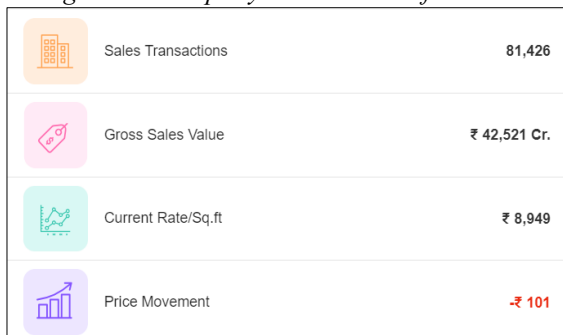 Sales Transactions 81,426
Gross Sales Value ₹ 42,521 Cr.
Current Rate/Sq.ft ₹ 8,949
Price Movement -₹ 101